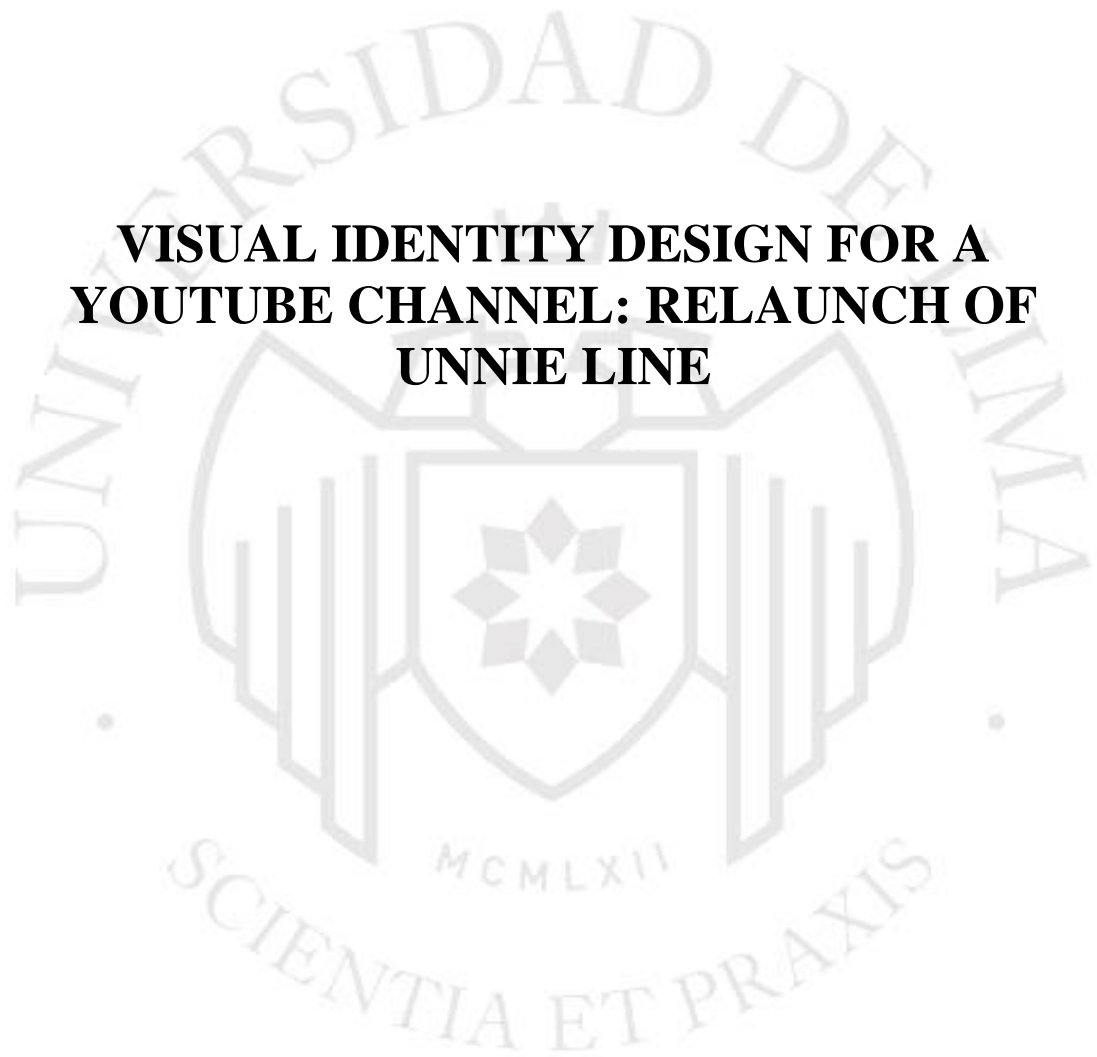 UNIVERSIDAD DE LIMA
VISUAL IDENTITY DESIGN FOR A
YOUTUBE CHANNEL: RELAUNCH OF
UNNIE LINE
MCMLXII
SCIENTIA ET PRAXIS